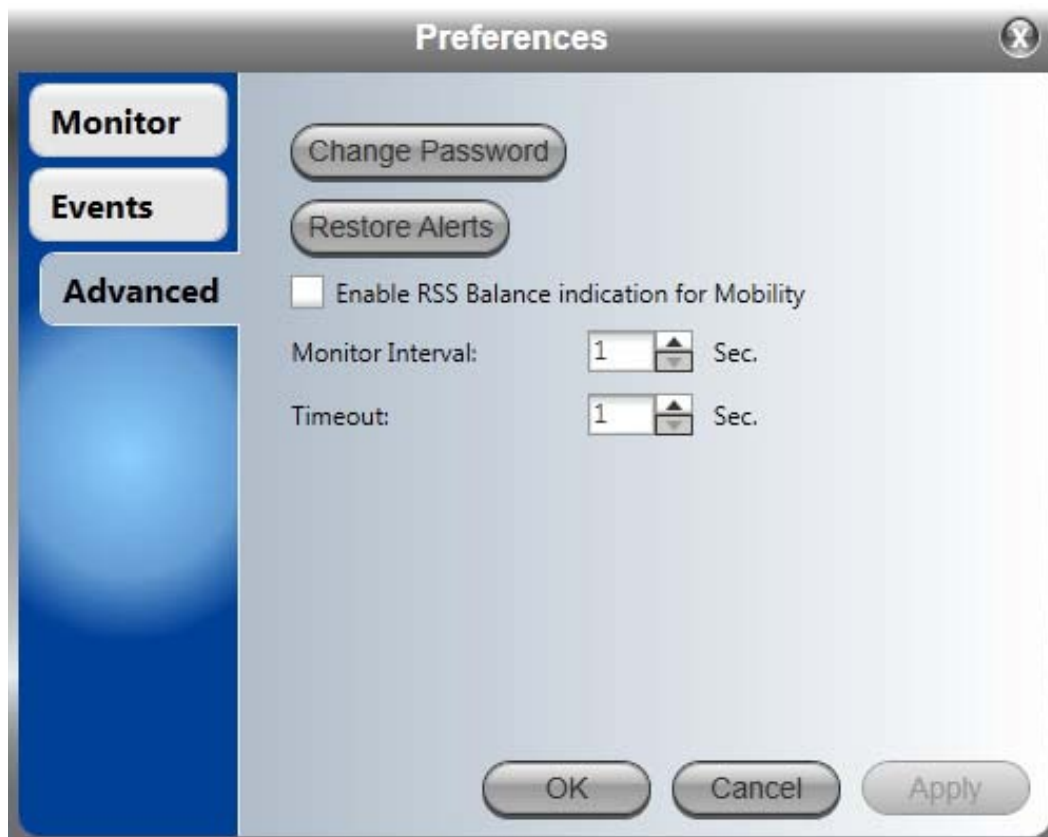 Preferences
X
Monitor
Events
Advanced
Change Password
Restore Alerts
Enable RSS Balance indication for Mobility
Monitor Interval: 1 Sec.
Timeout: 1 Sec.
OK Cancel Apply